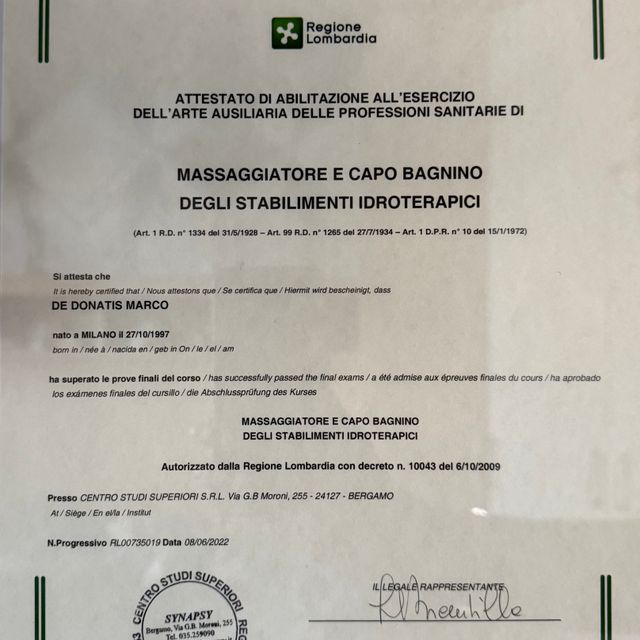 Regione
Lombardia
ATTESTATO DI ABILITAZIONE ALL'ESERCIZIO
DELL'ARTE AUSILIARIA DELLE PROFESSIONI SANITARIE DI
MASSAGGIATORE E CAPO BAGNINO
DEGLI STABILIMENTI IDROTERAPICI
(Art. 1 R.D. n° 1334 del 31/5/1928 – Art. 99 R.D. n° 1265 del 27/7/1934 – Art. 1 D.P.R. n° 10 del 15/1/1972)
Si attesta che
It is hereby certified that / Nous attestons que / Se certifica que / Hiermit wird bescheinigt, dass
DE DONATIS MARCO
nato a MILANO il 27/10/1997
born in / née à / nacida en / geb in On / le / el / am
ha superato le prove finali del corso / has successfully passed the final exams / a été admise aux épreuves finales du cours / ha aprobado
los exámenes finales del cursillo / die Abschlussprüfung des Kurses
MASSAGGIATORE E CAPO BAGNINO
DEGLI STABILIMENTI IDROTERAPICI
Autorizzato dalla Regione Lombardia con decreto n. 10043 del 6/10/2009
Presso CENTRO STUDI SUPERIORI S.R.L. Via G.B Moroni, 255 - 24127 - BERGAMO
At / Siège / En el/la / Institut
N.Progressivo RL00735019 Data 08/06/2022
IL LEGALE RAPPRESENTANTE
CENTRO STUDI SUPERIORI
SYNAPSY
Bergamo, Via G.B. Moroni, 255
Tel. 035.259090